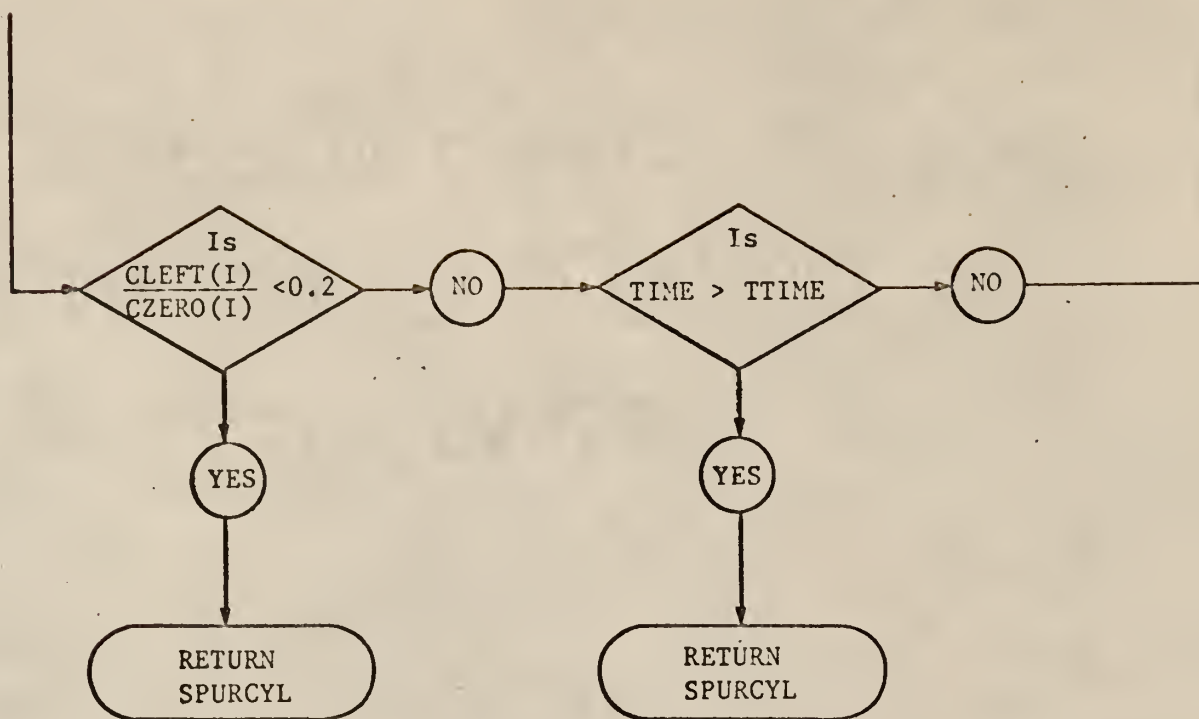 Is
CLEFT(I)
CZERO(I) <0.2
NO
Is
TIME > TTIME
NO
YES
YES
RETURN
SPURCYL
RETURN
SPURCYL